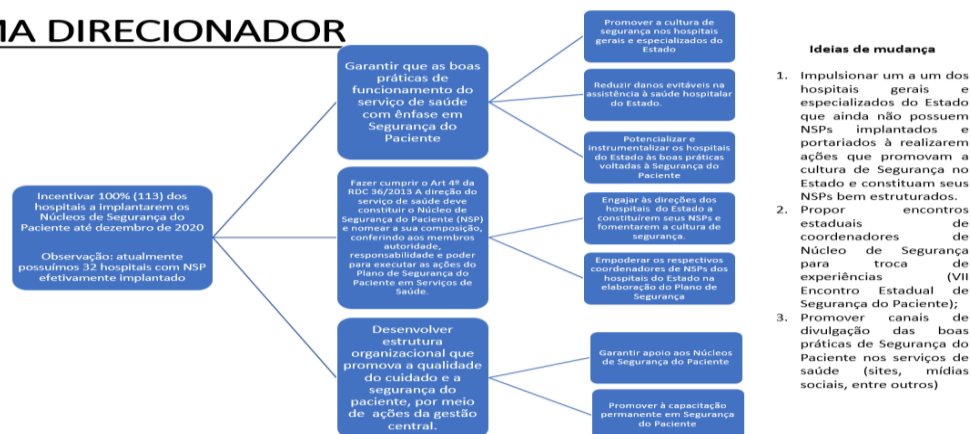 MA DIRECIONADOR
Incentivar 100% (113) dos
hospitais a implantarem os
Núcleos de Segurança do
Paciente até dezembro de 2020
Observação: atualmente
possuímos 32 hospitais com NSP
efetivamente implantado
Garantir que as boas
práticas de
funcionamento do
serviço de saúde
com ênfase em
Segurança do
Paciente
Promover a cultura de
segurança nos hospitais
gerais e especializados do
Estado
Reduzir danos evitáveis na
assistência à saúde hospitalar
do Estado.
Potencializar e
instrumentalizar os hospitais
do Estado às boas práticas
voltadas à Segurança do
Paciente
Fazer cumprir o Art 4º da
RDC 36/2013 A direção do
serviço de saúde deve
constituir o Núcleo de
Segurança do Paciente (NSP)
e nomear a sua composição,
conferindo aos membros
autoridade,
responsabilidade e poder
para executar as ações do
Plano de Segurança do
Paciente em Serviços de
Saúde.
Engajar às direções dos
hospitais do Estado a
constituírem seus NSPs e
fomentarem a cultura de
segurança.
Empoderar os respectivos
coordenadores de NSPs dos
hospitais do Estado na
elaboração do Plano de
Segurança
Desenvolver
estrutura
organizacional que
promova a qualidade
do cuidado e a
segurança do
paciente, por meio
de ações da gestão
central.
Garantir apoio aos Núcleos
de Segurança do Paciente
Promover à capacitação
permanente em Segurança
do Paciente
Ideias de mudança
1. Impulsionar um a um dos
hospitais gerais e
especializados do Estado
que ainda não possuem
NSPs implantados e
portariados à realizarem
ações que promovam a
cultura de Segurança no
Estado e constituam seus
NSPs bem estruturados.
2. Propor encontros
estaduais de
coordenadores de
Núcleo de Segurança
para troca de
experiências (VII
Encontro Estadual de
Segurança do Paciente);
3. Promover canais de
divulgação das boas
práticas de Segurança do
Paciente nos serviços de
saúde (sites, mídias
sociais, entre outros)